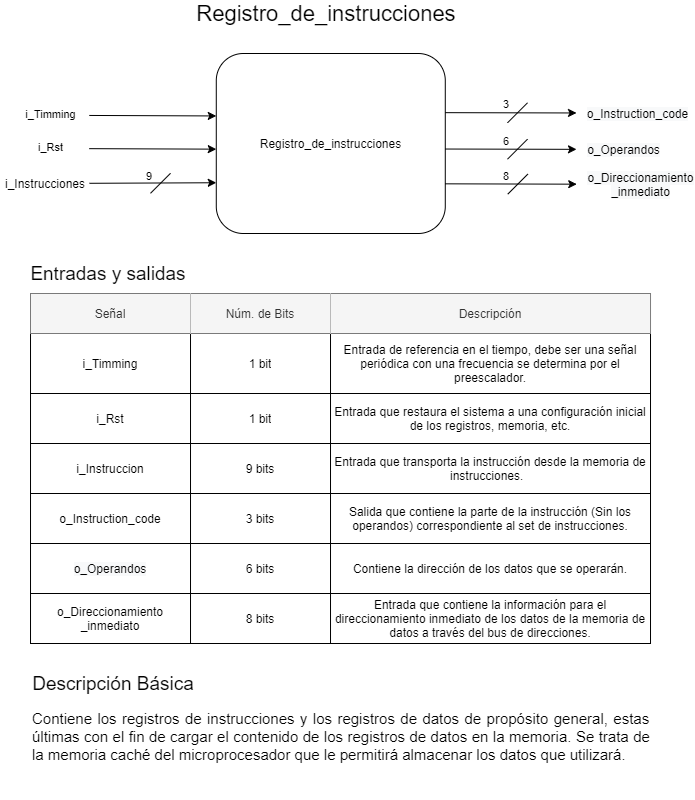 Registro_de_instrucciones
i_Timming
i_Rst
i_Instrucciones
9
Registro_de_instrucciones
3
o_Instruction_code
6
o_Operandos
8
o_Direccionamiento
_inmediato
Entradas y salidas
Señal Núm. de Bits Descripción
i_Timming 1 bit Entrada de referencia en el tiempo, debe ser una señal
periódica con una frecuencia se determina por el
preescalador.
i_Rst 1 bit Entrada que restaura el sistema a una configuración inicial
de los registros, memoria, etc.
i_Instruccion 9 bits Entrada que transporta la instrucción desde la memoria de
instrucciones.
o_Instruction_code 3 bits Salida que contiene la parte de la instrucción (Sin los
operandos) correspondiente al set de instrucciones.
o_Operandos 6 bits Contiene la dirección de los datos que se operarán.
o_Direccionamiento
_inmediato 8 bits Entrada que contiene la información para el
direccionamiento inmediato de los datos de la memoria de
datos a través del bus de direcciones.
Descripción Básica
Contiene los registros de instrucciones y los registros de datos de propósito general, estas
últimas con el fin de cargar el contenido de los registros de datos en la memoria. Se trata de
la memoria caché del microprocesador que le permitirá almacenar los datos que utilizará.